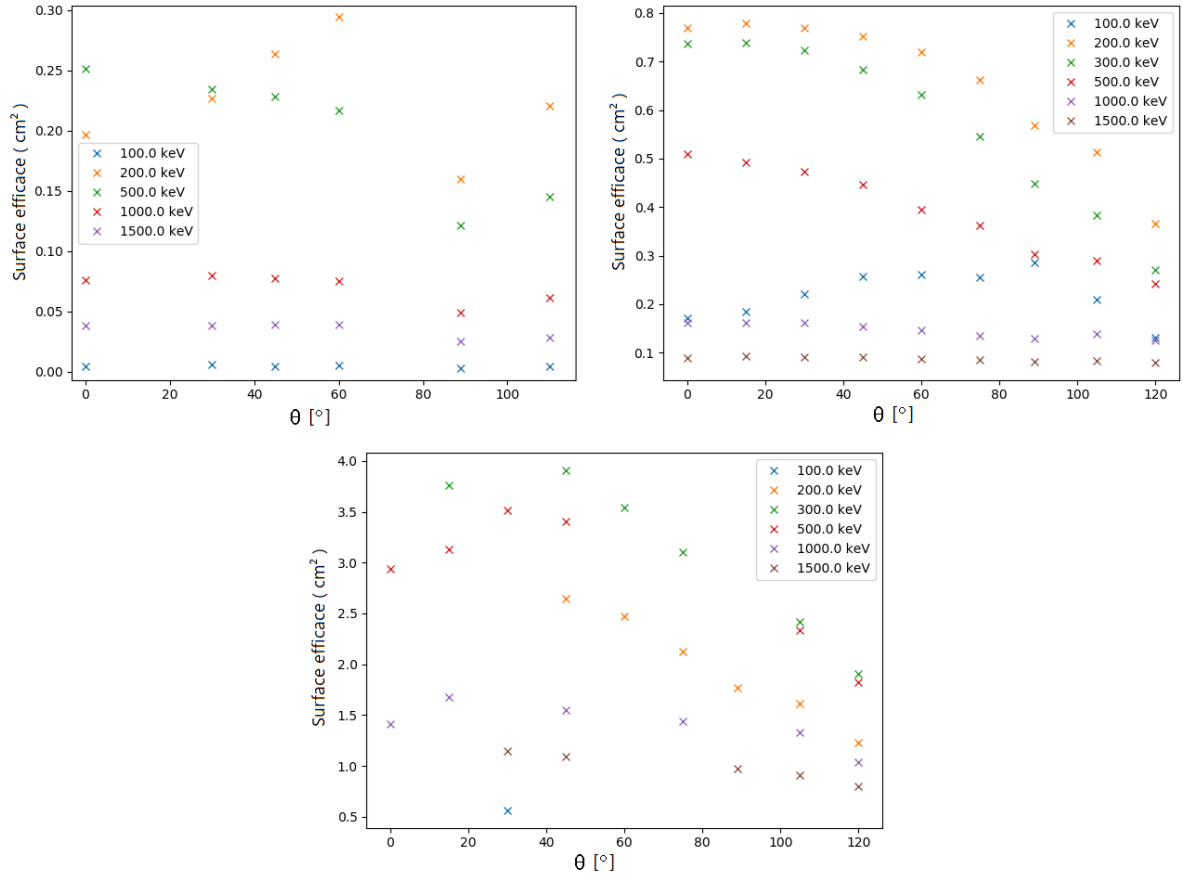 0.30
0.25
0.20
0.15
0.10
0.05
0.00
Surface efficace ( cm² )
100.0 keV
200.0 keV
500.0 keV
1000.0 keV
1500.0 keV
0 20 40 60 80 100
θ [°]
0.8
0.7
0.6
0.5
0.4
0.3
0.2
0.1
Surface efficace ( cm² )
100.0 keV
200.0 keV
300.0 keV
500.0 keV
1000.0 keV
1500.0 keV
0 20 40 60 80 100 120
θ [°]
4.0
3.5
3.0
2.5
2.0
1.5
1.0
0.5
Surface efficace ( cm² )
100.0 keV
200.0 keV
300.0 keV
500.0 keV
1000.0 keV
1500.0 keV
0 20 40 60 80 100 120
θ [°]